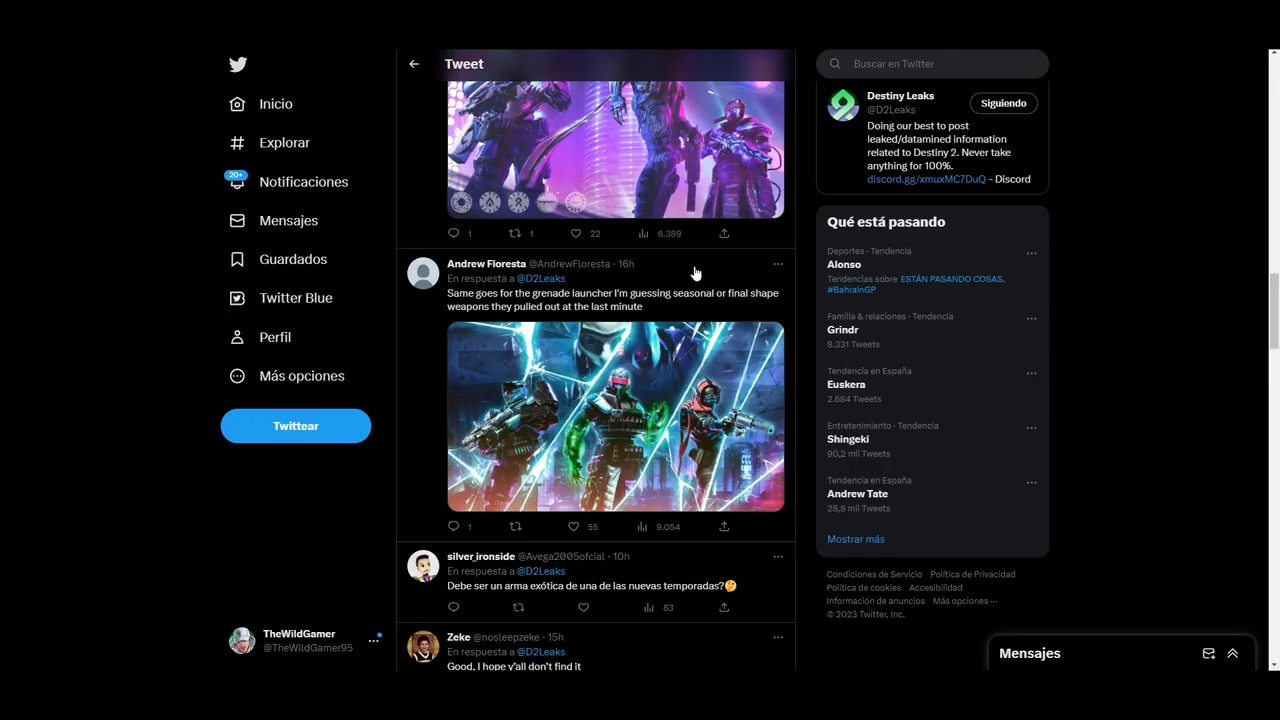 Inicio
Explorar
20+
Notificaciones
Mensajes
Guardados
Twitter Blue
Perfil
Más opciones
Twittear
TheWildGamer
@TheWildGamer95
Tweet
1 1 22 6.389
Andrew Floresta @AndrewFloresta · 16h
En respuesta a @D2Leaks
Same goes for the grenade launcher I'm guessing seasonal or final shape
weapons they pulled out at the last minute
1 55 9.054
silver_ironside @Avega2005ofcial · 10h
En respuesta a @D2Leaks
Debe ser un arma exótica de una de las nuevas temporadas?🤔
83
Zeke @nosleepzeke · 15h
En respuesta a @D2Leaks
Good, I hope y'all don't find it
Buscar en Twitter
Destiny Leaks
@D2Leaks
Siguiendo
Doing our best to post
leaked/datamined information
related to Destiny 2. Never take
anything for 100%.
discord.gg/xmuxMC7DuQ - Discord
Qué está pasando
Deportes · Tendencia
Alonso
Tendencias sobre ESTÁN PASANDO COSAS,
#BahrainGP
Familia & relaciones · Tendencia
Grindr
8.331 Tweets
Tendencia en España
Euskera
2.684 Tweets
Entretenimiento · Tendencia
Shingeki
90,2 mil Tweets
Tendencia en España
Andrew Tate
28,8 mil Tweets
Mostrar más
Condiciones de Servicio Política de Privacidad
Política de cookies Accesibilidad
Información de anuncios Más opciones ···
© 2023 Twitter, Inc.
Mensajes